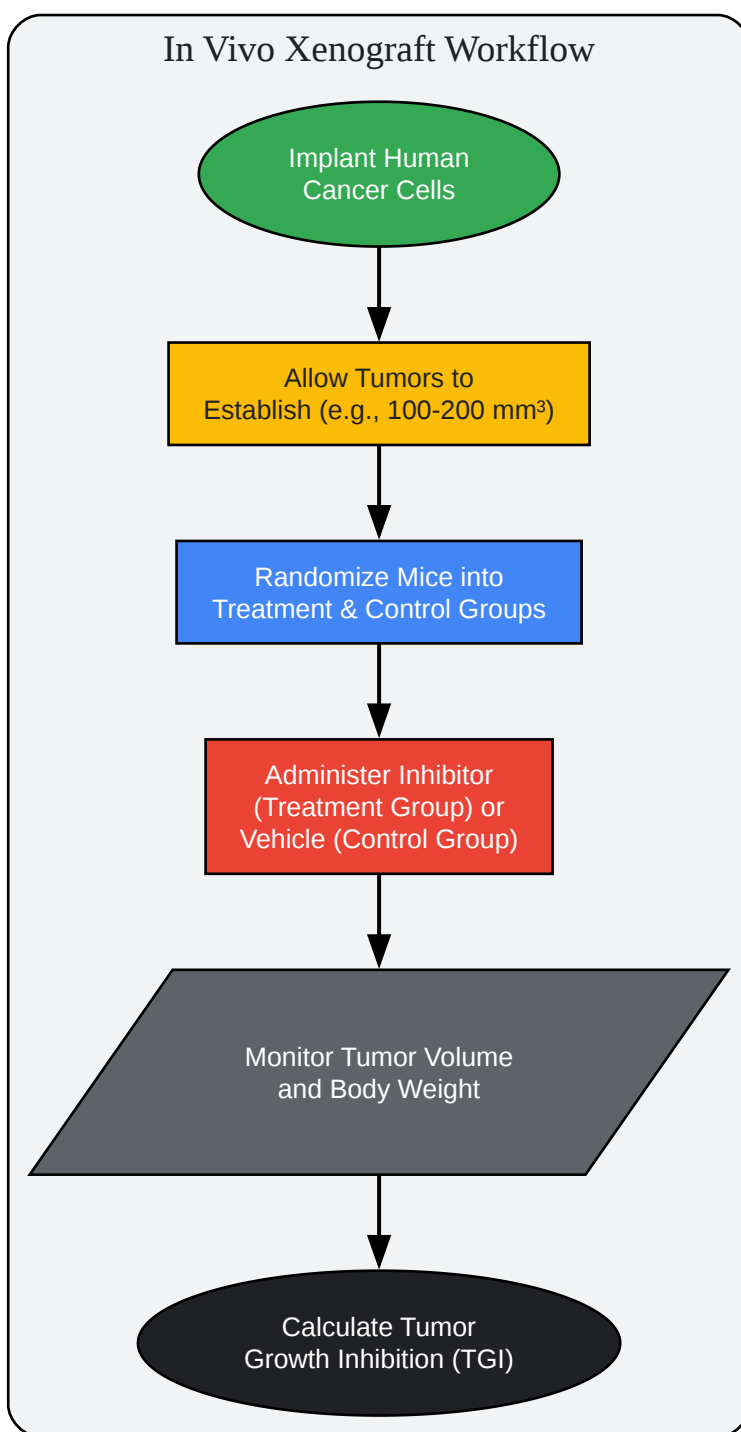 In Vivo Xenograft Workflow
Implant Human
Cancer Cells
Allow Tumors to
Establish (e.g., 100-200 mm³)
Randomize Mice into
Treatment & Control Groups
Administer Inhibitor
(Treatment Group) or
Vehicle (Control Group)
Monitor Tumor Volume
and Body Weight
Calculate Tumor
Growth Inhibition (TGI)